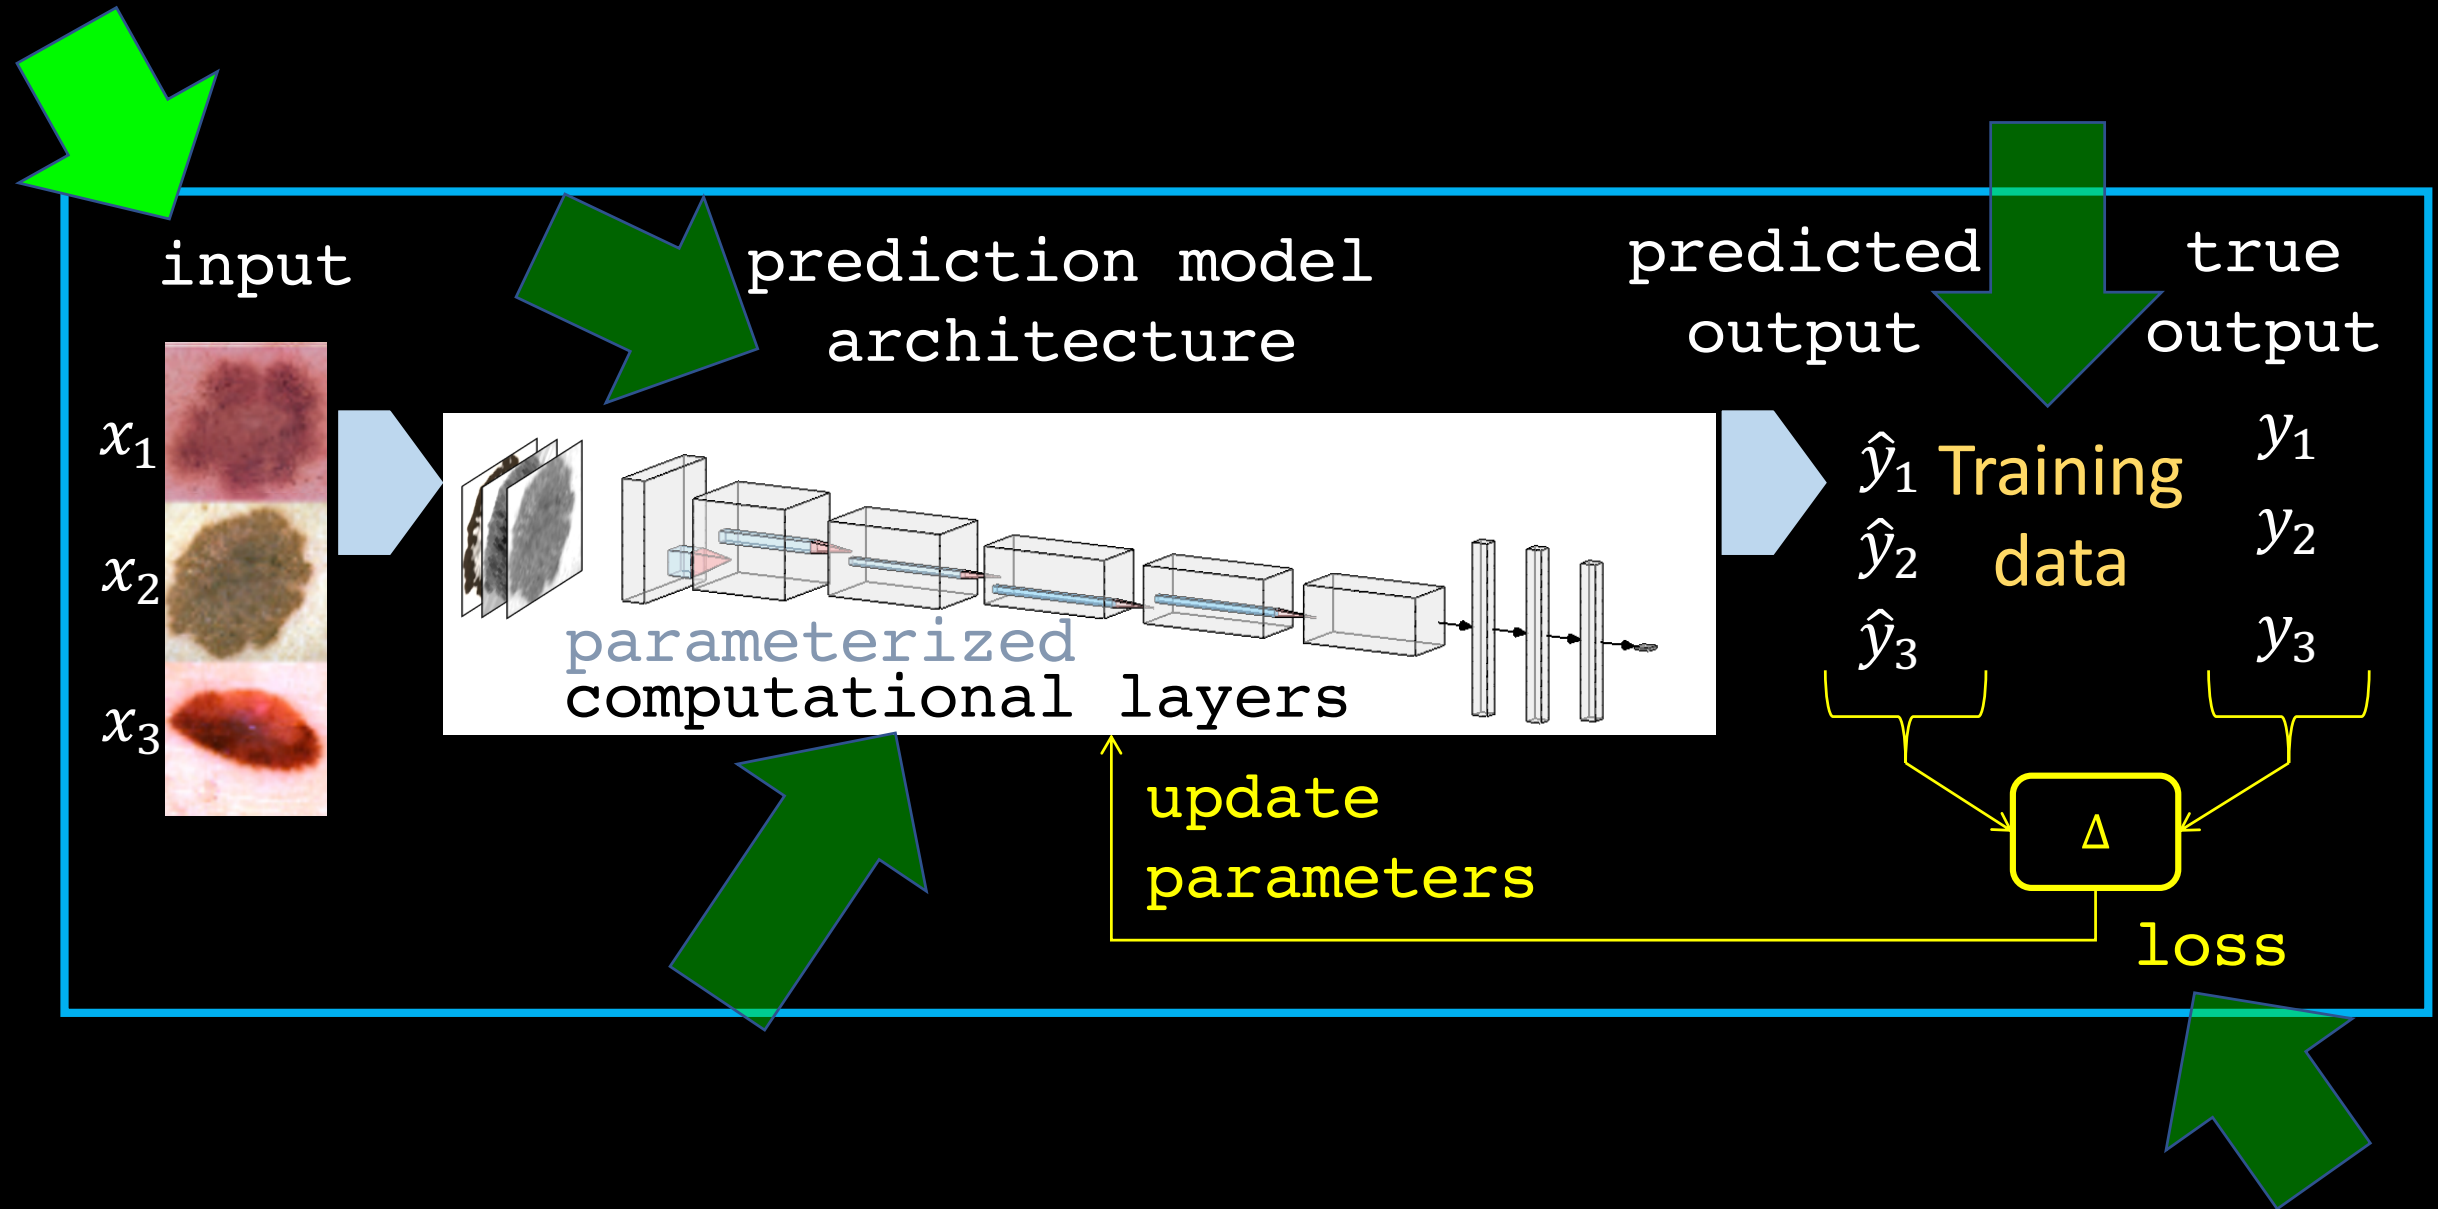 input
prediction model
architecture
predicted
output
true
output
x₁
x₂
x₃
parameterized
computational layers
ŷ₁
ŷ₂
ŷ₃
Training
data
y₁
y₂
y₃
update
parameters
Δ
loss